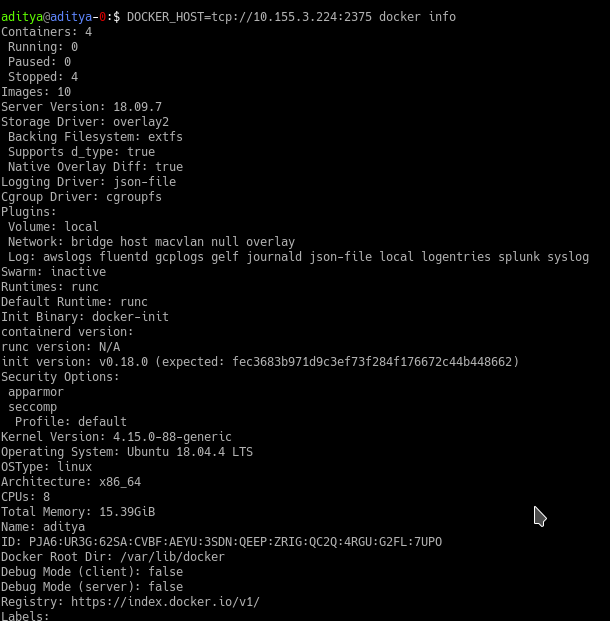 aditya@aditya-0:$ DOCKER_HOST=tcp://10.155.3.224:2375 docker info
Containers: 4
 Running: 0
 Paused: 0
 Stopped: 4
Images: 10
Server Version: 18.09.7
Storage Driver: overlay2
 Backing Filesystem: extfs
 Supports d_type: true
 Native Overlay Diff: true
Logging Driver: json-file
Cgroup Driver: cgroupfs
Plugins:
 Volume: local
 Network: bridge host macvlan null overlay
 Log: awslogs fluentd gcplogs gelf journald json-file local logentries splunk syslog
Swarm: inactive
Runtimes: runc
Default Runtime: runc
Init Binary: docker-init
containerd version:
runc version: N/A
init version: v0.18.0 (expected: fec3683b971d9c3ef73f284f176672c44b448662)
Security Options:
 apparmor
 seccomp
  Profile: default
Kernel Version: 4.15.0-88-generic
Operating System: Ubuntu 18.04.4 LTS
OSType: linux
Architecture: x86_64
CPUs: 8
Total Memory: 15.39GiB
Name: aditya
ID: PJA6:UR3G:62SA:CVBF:AEYU:3SDN:QEEP:ZRIG:QC2Q:4RGU:G2FL:7UPO
Docker Root Dir: /var/lib/docker
Debug Mode (client): false
Debug Mode (server): false
Registry: https://index.docker.io/v1/
Labels: